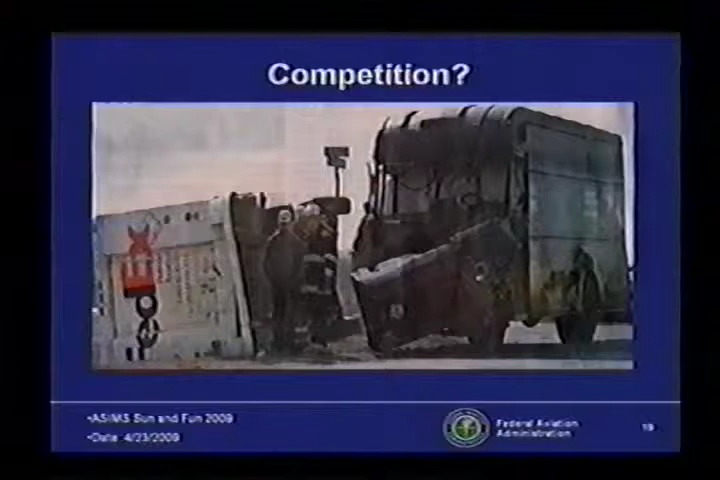 Competition?
•ASIMS Sun and Fun 2009
•Date 4/23/2009
Federal Aviation
Administration
19